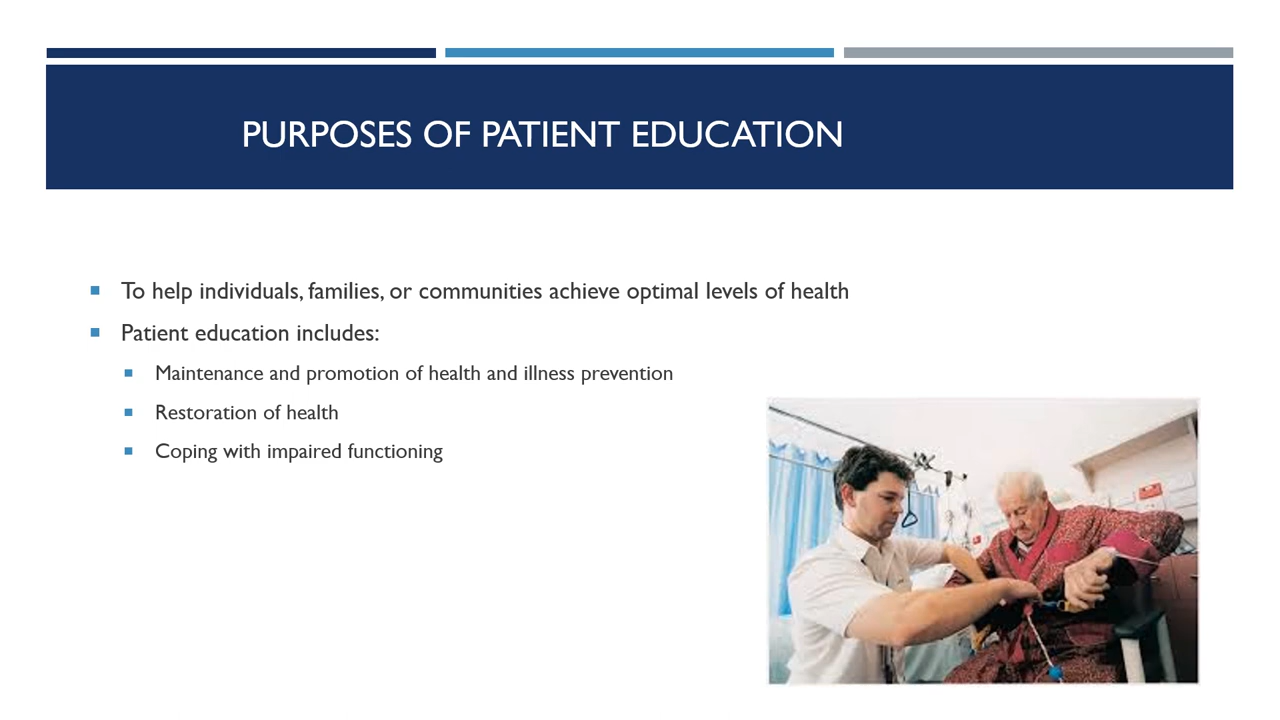 PURPOSES OF PATIENT EDUCATION
To help individuals, families, or communities achieve optimal levels of health
Patient education includes:
Maintenance and promotion of health and illness prevention
Restoration of health
Coping with impaired functioning